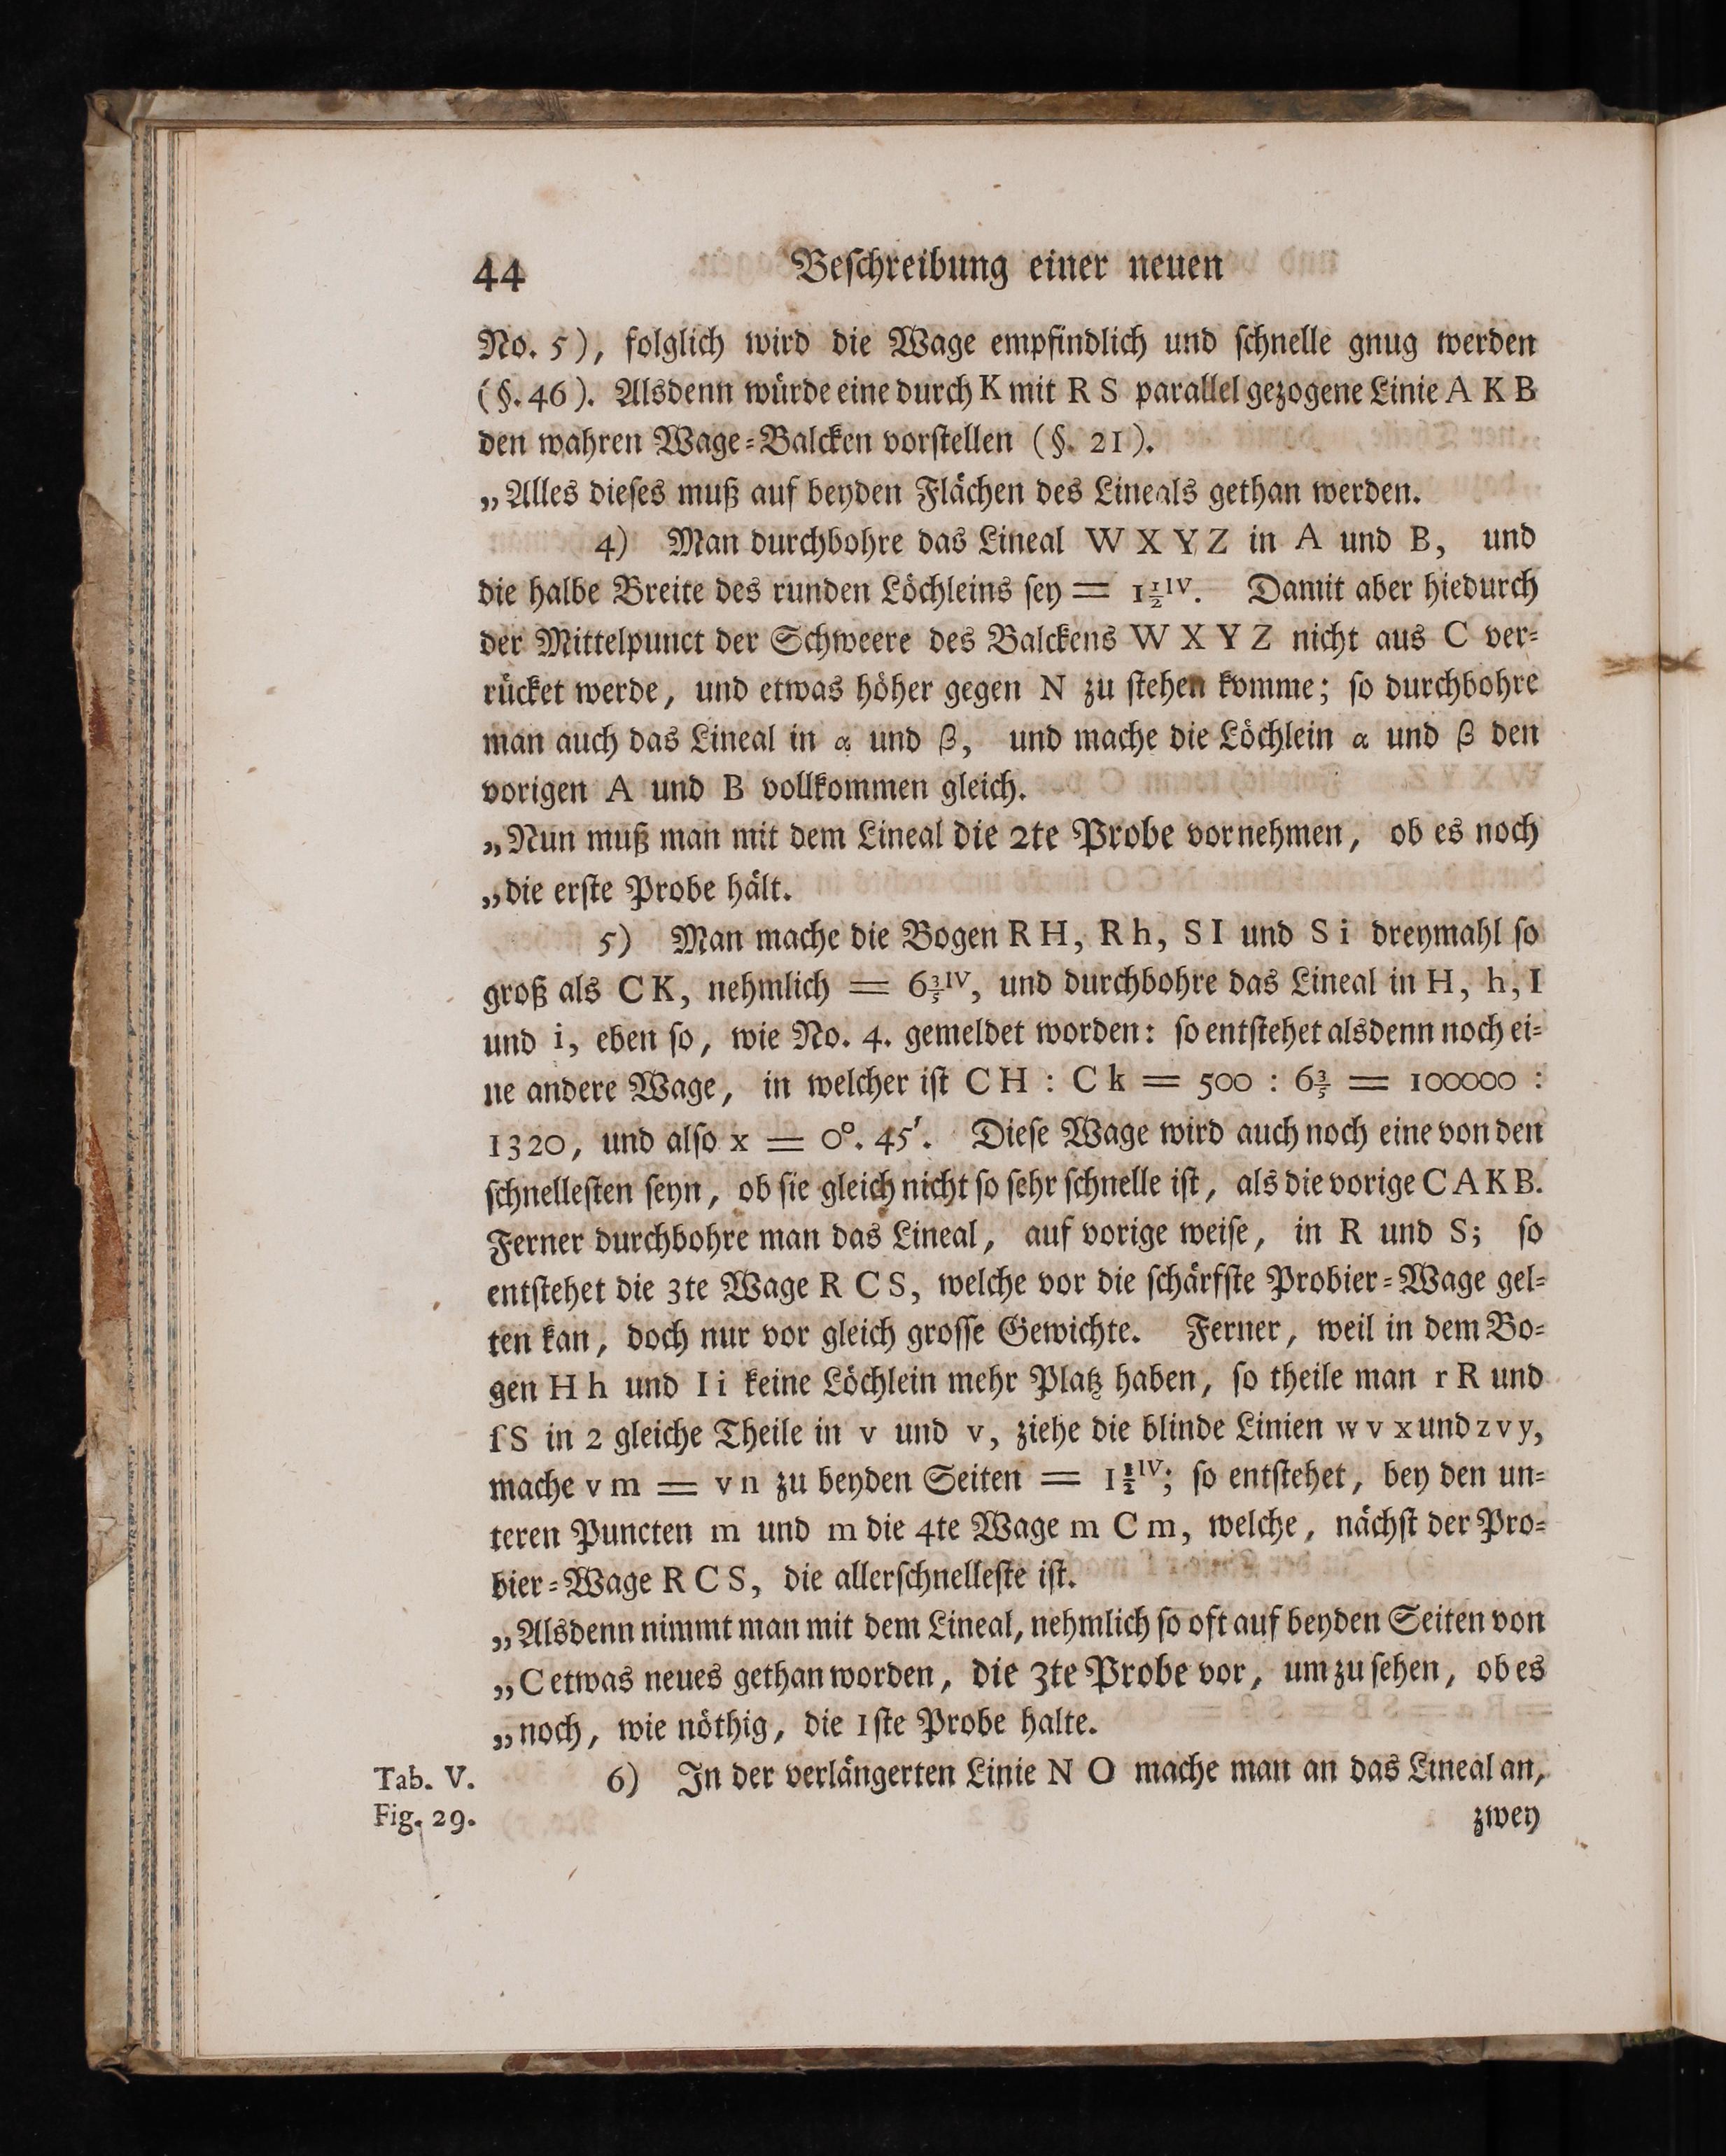 44 Beſchreibung einer neuen
No. 5), folglich wird die Wage empfindlich und ſchnelle gnug werden
(§. 46). Alsdenn würde eine durch K mit R S parallel gezogene Linie A K B
den wahren Wage-Balcken vorſtellen (§. 21).
„Alles dieſes muß auf beyden Flächen des Lineals gethan werden.
4) Man durchbohre das Lineal W X Y Z in A und B, und
die halbe Breite des runden Löchleins ſey = 1½ᴵⱽ. Damit aber hiedurch
der Mittelpunct der Schweere des Balckens W X Y Z nicht aus C ver-
rücket werde, und etwas höher gegen N zu ſtehen komme; ſo durchbohre
man auch das Lineal in α und β, und mache die Löchlein α und β den
vorigen A und B vollkommen gleich.
„Nun muß man mit dem Lineal die 2te Probe vornehmen, ob es noch
„die erſte Probe hält.
5) Man mache die Bogen R H, R h, S I und S i dreymahl ſo
groß als C K, nehmlich = 6⅗ᴵⱽ, und durchbohre das Lineal in H, h, I
und i, eben ſo, wie No. 4. gemeldet worden: ſo entſtehet alsdenn noch ei-
ne andere Wage, in welcher iſt C H : C k = 500 : 6⅗ = 100000 :
1320, und alſo x = 0°. 45′. Dieſe Wage wird auch noch eine von den
ſchnelleſten ſeyn, ob ſie gleich nicht ſo ſehr ſchnelle iſt, als die vorige C A K B.
Ferner durchbohre man das Lineal, auf vorige weiſe, in R und S; ſo
entſtehet die 3te Wage R C S, welche vor die ſchärfſte Probier-Wage gel-
ten kan, doch nur vor gleich groſſe Gewichte. Ferner, weil in dem Bo-
gen H h und I i keine Löchlein mehr Platz haben, ſo theile man r R und
ſ S in 2 gleiche Theile in v und v, ziehe die blinde Linien w v x und z v y,
mache v m = v n zu beyden Seiten = 1½ᴵⱽ; ſo entſtehet, bey den un-
teren Puncten m und m die 4te Wage m C m, welche, nächſt der Pro-
bier-Wage R C S, die allerſchnelleſte iſt.
„Alsdenn nimmt man mit dem Lineal, nehmlich ſo oft auf beyden Seiten von
„C etwas neues gethan worden, die 3te Probe vor, um zu ſehen, ob es
„noch, wie nöthig, die 1ſte Probe halte.
Tab. V. 6) In der verlängerten Linie N O mache man an das Lineal an,
Fig. 29. zwey